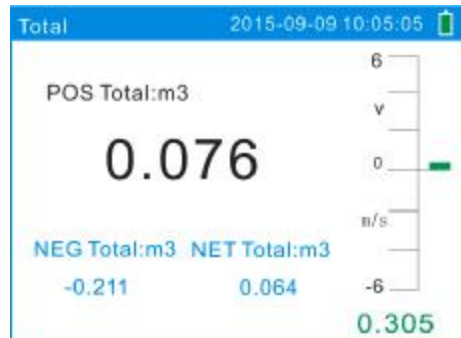 Total 2015-09-09 10:05:05
6
POS Total:m3
v
0.076
0
m/s
NEG Total:m3 NET Total:m3
-0.211 0.064 -6
0.305